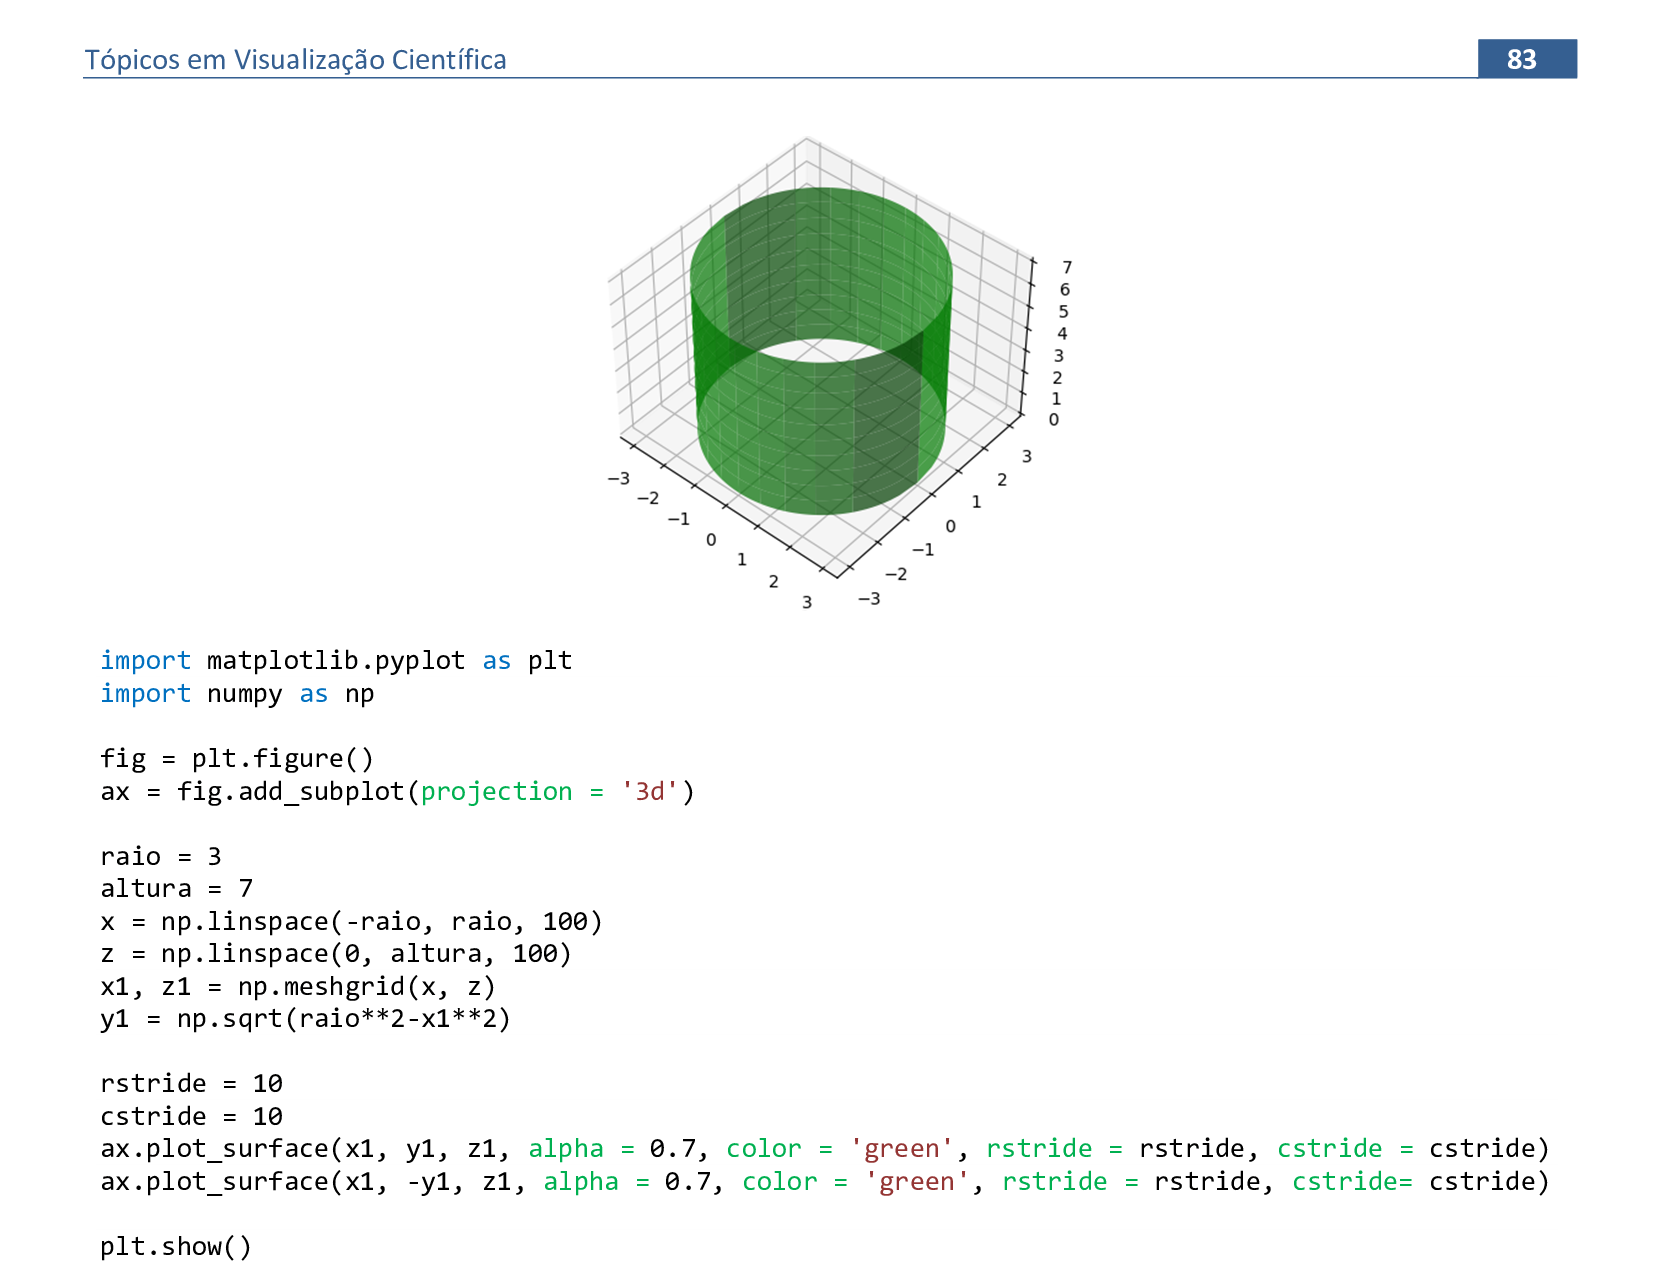 Tópicos em Visualização Científica
83
7
6
5
4
3
2
1
0
−3
−2
−1
0
1
2
3
3
2
1
0
−1
−2
−3
import matplotlib.pyplot as plt
import numpy as np
fig = plt.figure()
ax = fig.add_subplot(projection = '3d')
raio = 3
altura = 7
x = np.linspace(-raio, raio, 100)
z = np.linspace(0, altura, 100)
x1, z1 = np.meshgrid(x, z)
y1 = np.sqrt(raio**2-x1**2)
rstride = 10
cstride = 10
ax.plot_surface(x1, y1, z1, alpha = 0.7, color = 'green', rstride = rstride, cstride = cstride)
ax.plot_surface(x1, -y1, z1, alpha = 0.7, color = 'green', rstride = rstride, cstride= cstride)
plt.show()